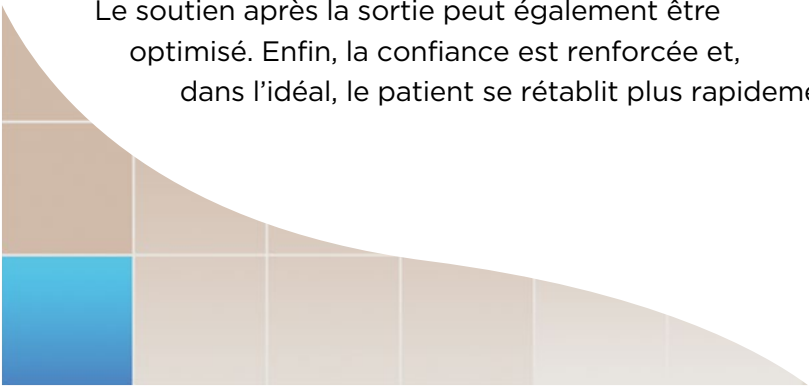 Le soutien après la sortie peut également être
optimisé. Enfin, la confiance est renforcée et,
dans l’idéal, le patient se rétablit plus